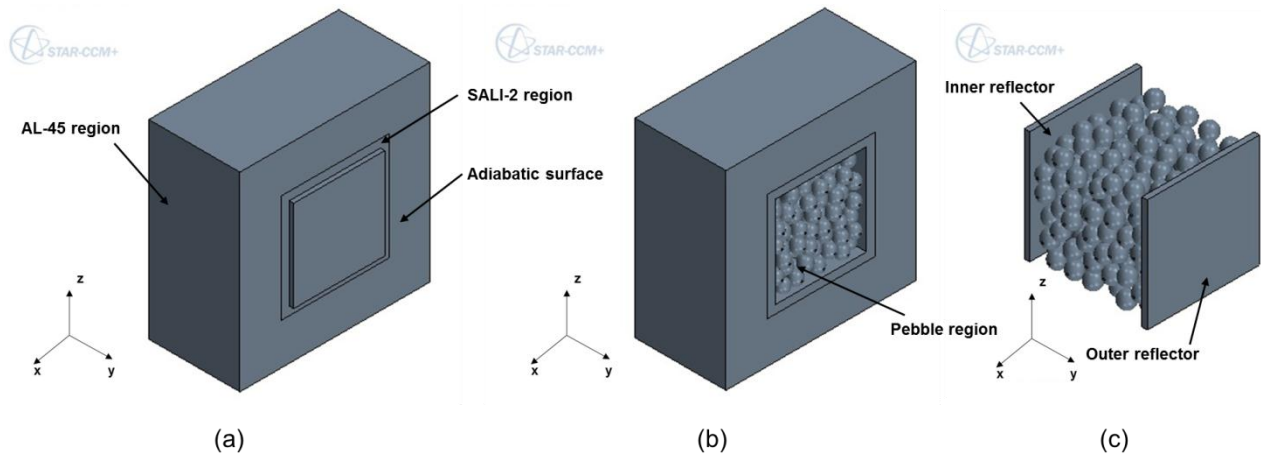 STAR-CCM+
STAR-CCM+
STAR-CCM+
SALI-2 region
AL-45 region
Adiabatic surface
z
x
y
Pebble region
z
x
y
Inner reflector
Outer reflector
z
x
y
(a)
(b)
(c)